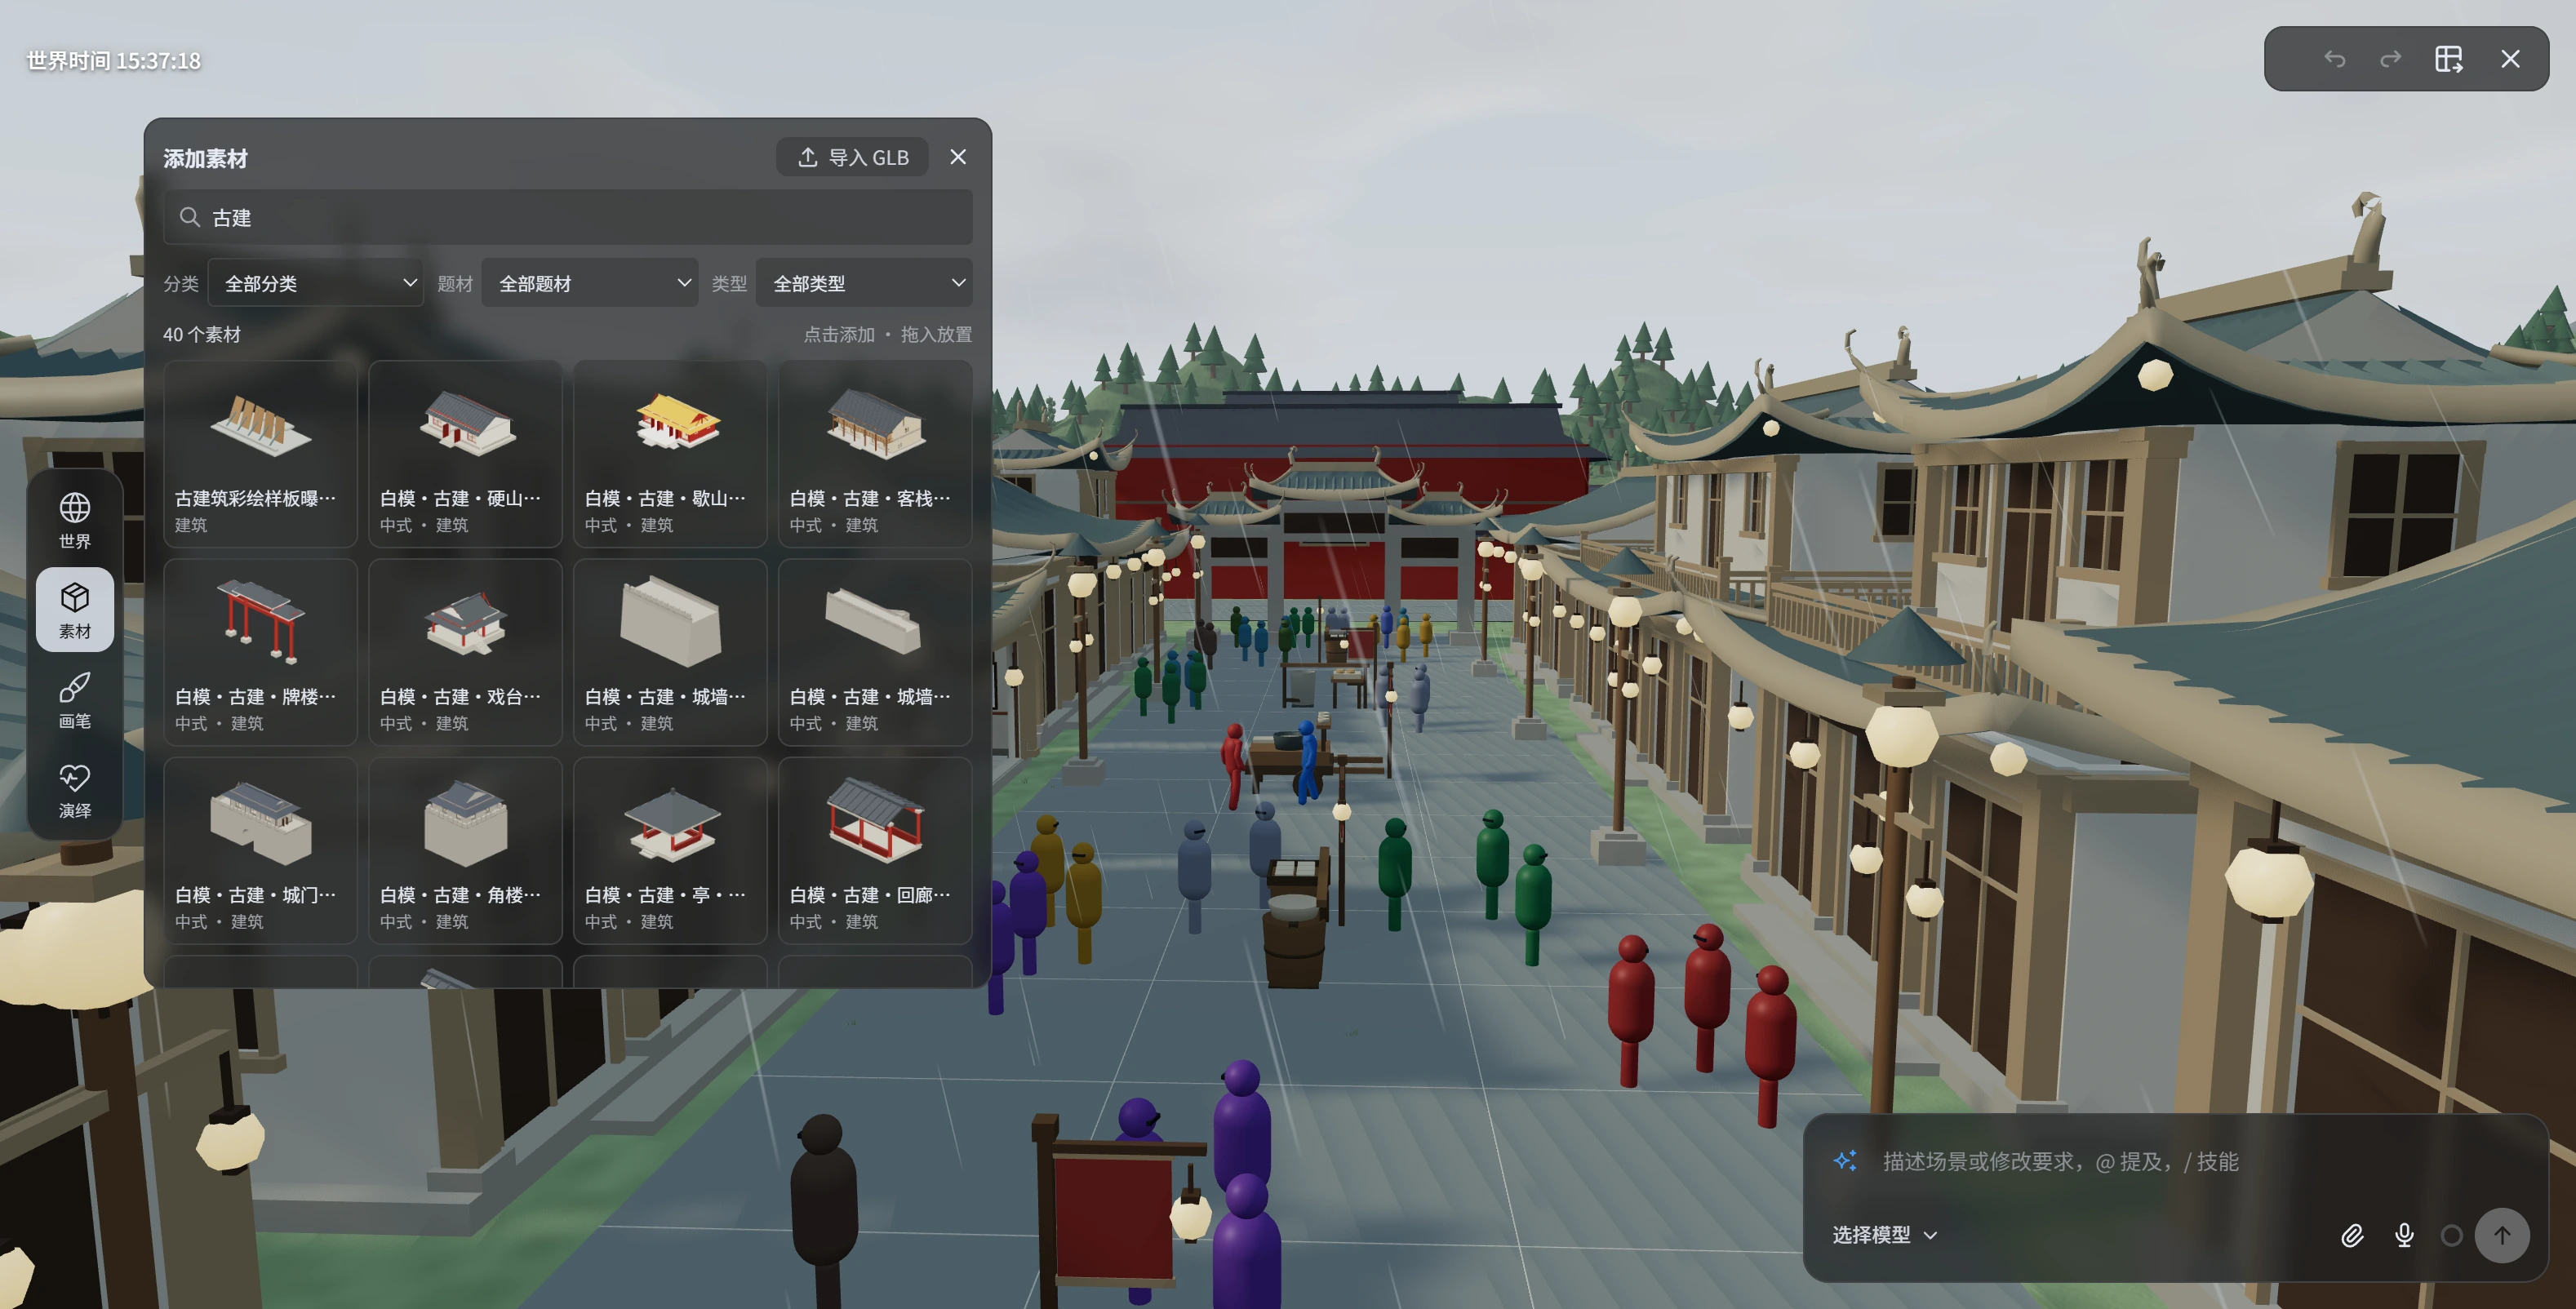 世界时间 15:37:18
添加素材
导入 GLB
古建
分类 全部分类 题材 全部题材 类型 全部类型
40 个素材
点击添加 · 拖入放置
古建筑彩绘样板曝…
建筑
白模·古建·硬山…
中式 · 建筑
白模·古建·歇山…
中式 · 建筑
白模·古建·客栈…
中式 · 建筑
白模·古建·牌楼…
中式 · 建筑
白模·古建·戏台…
中式 · 建筑
白模·古建·城墙…
中式 · 建筑
白模·古建·城墙…
中式 · 建筑
白模·古建·城门…
中式 · 建筑
白模·古建·角楼…
中式 · 建筑
白模·古建·亭·…
中式 · 建筑
白模·古建·回廊…
中式 · 建筑
世界
素材
画笔
演绎
描述场景或修改要求，@ 提及，/ 技能
选择模型